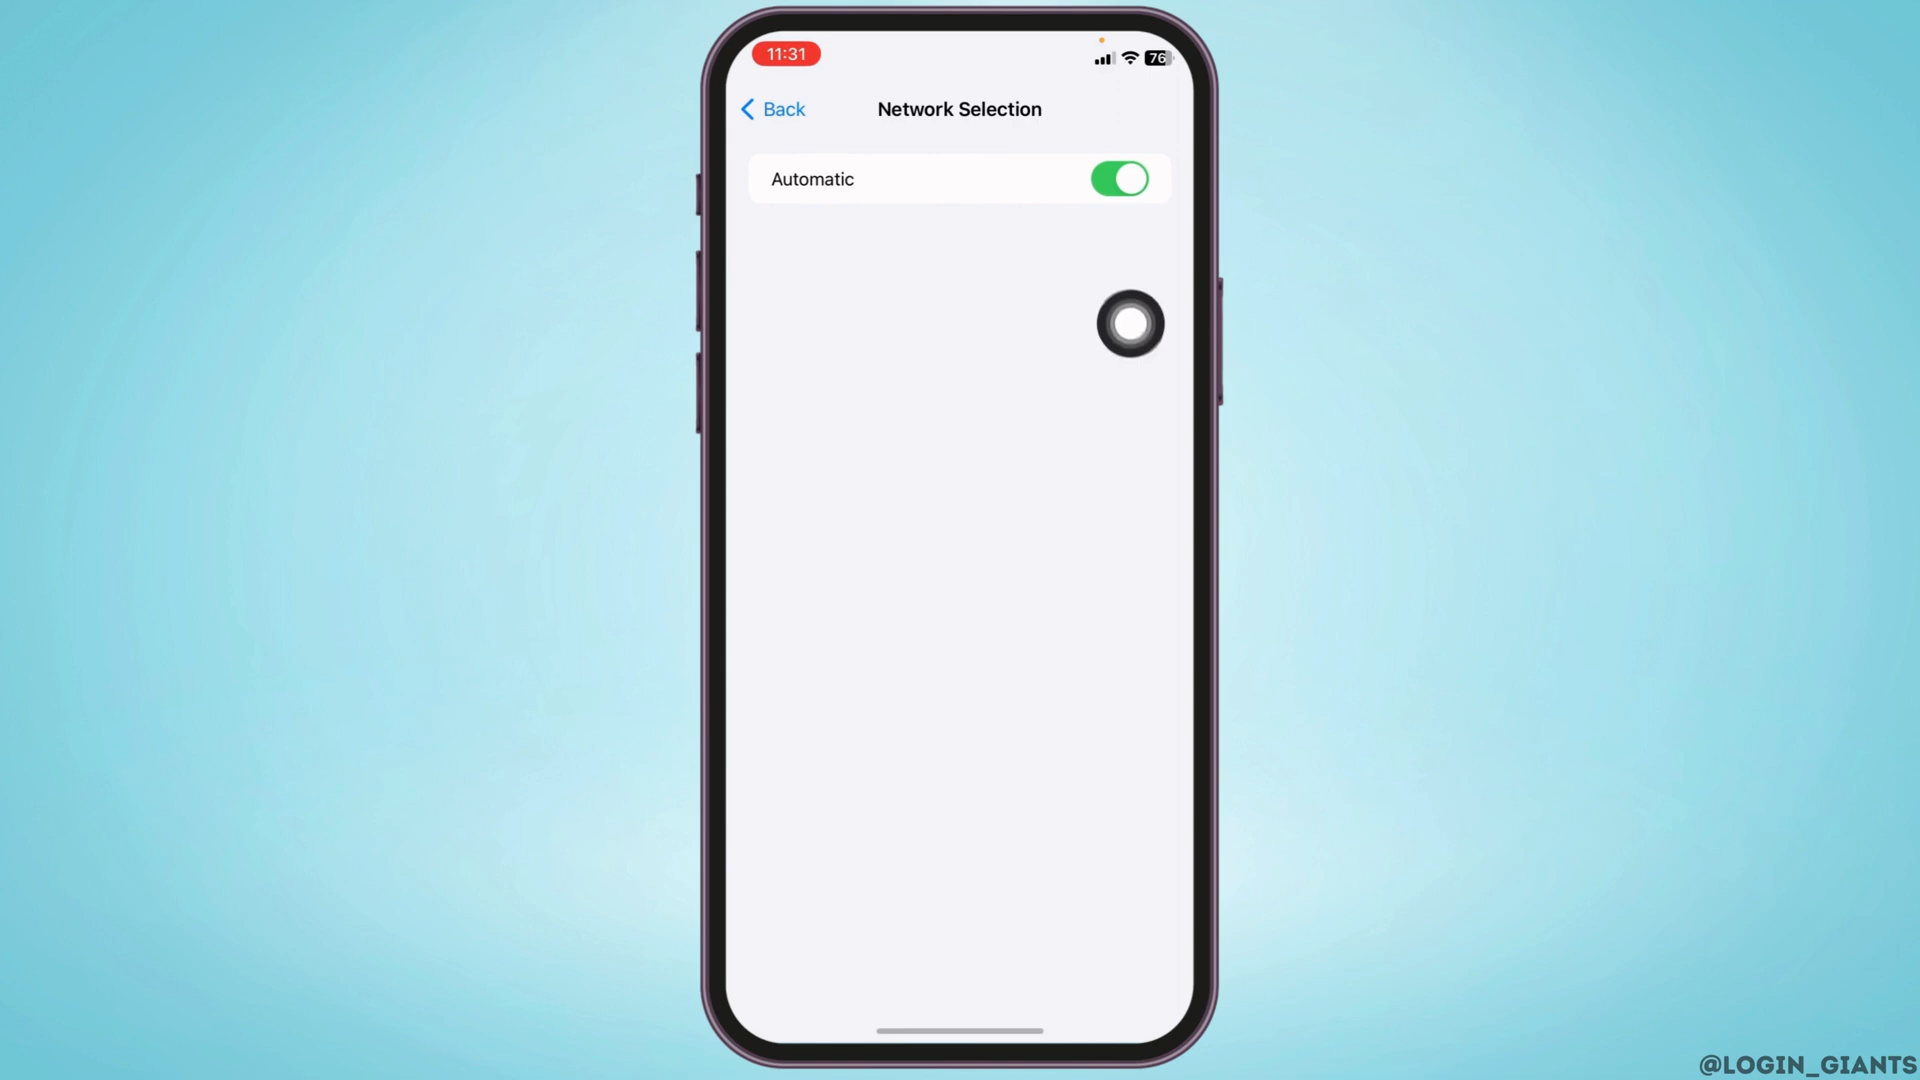 11:31
76
Back
Network Selection
Automatic
@LOGIN_GIANTS